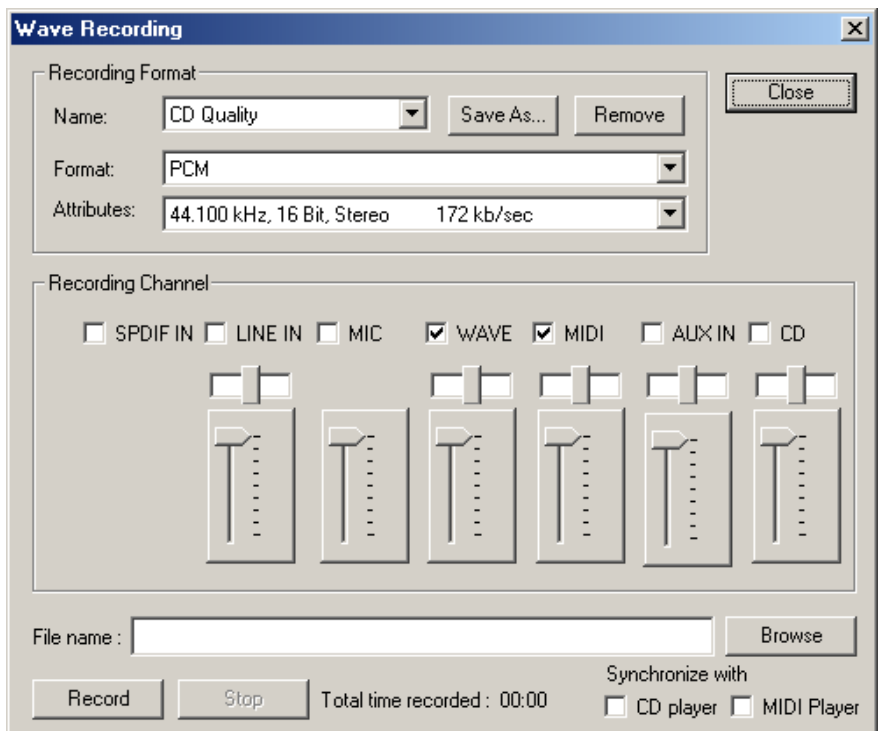 Wave Recording
Recording Format
Name: CD Quality Save As... Remove Close
Format: PCM
Attributes: 44.100 kHz, 16 Bit, Stereo 172 kb/sec
Recording Channel
SPDIF IN LINE IN MIC WAVE MIDI AUX IN CD
File name : Browse
Synchronize with
Record Stop Total time recorded : 00:00 CD player MIDI Player